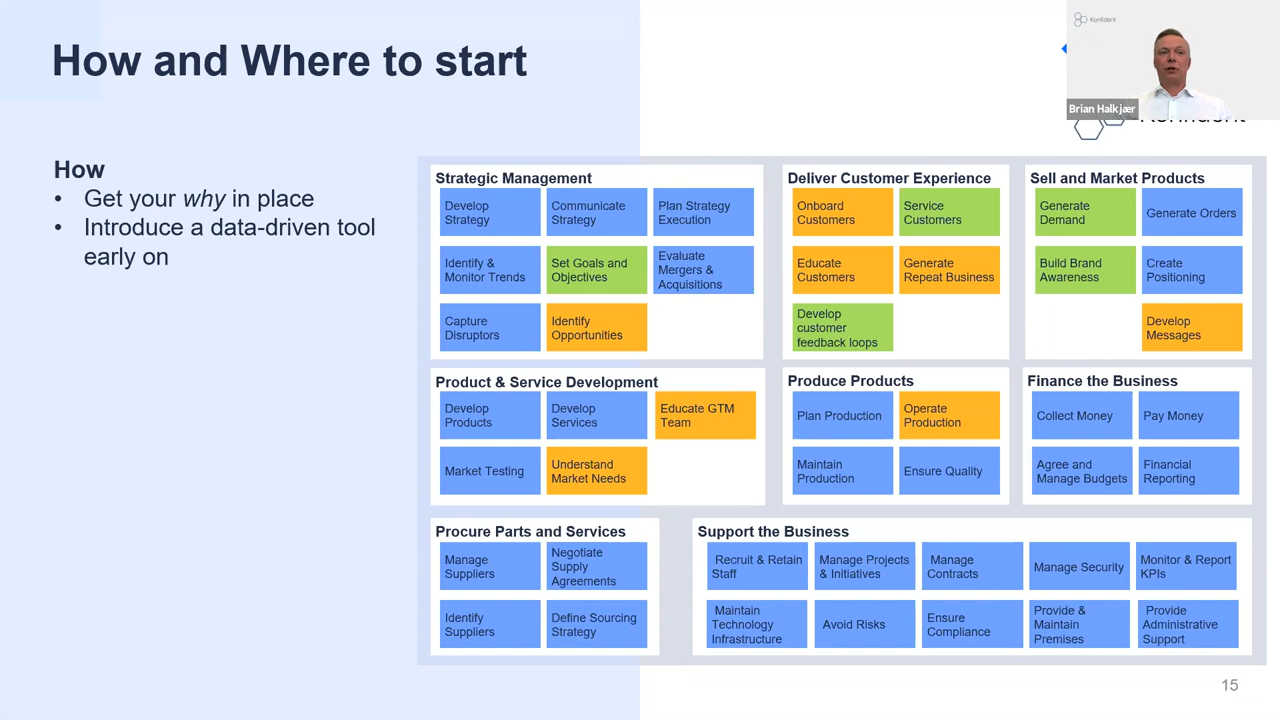 How and Where to start
Konfident
Brian Halkjær
How
• Get your why in place
• Introduce a data-driven tool
early on
Strategic Management
Develop
Strategy
Communicate
Strategy
Plan Strategy
Execution
Identify &
Monitor Trends
Set Goals and
Objectives
Evaluate
Mergers &
Acquisitions
Capture
Disruptors
Identify
Opportunities
Deliver Customer Experience
Onboard
Customers
Service
Customers
Educate
Customers
Generate
Repeat Business
Develop
customer
feedback loops
Sell and Market Products
Generate
Demand
Generate Orders
Build Brand
Awareness
Create
Positioning
Develop
Messages
Product & Service Development
Develop
Products
Develop
Services
Educate GTM
Team
Market Testing
Understand
Market Needs
Produce Products
Plan Production
Operate
Production
Maintain
Production
Ensure Quality
Finance the Business
Collect Money
Pay Money
Agree and
Manage Budgets
Financial
Reporting
Procure Parts and Services
Manage
Suppliers
Negotiate
Supply
Agreements
Identify
Suppliers
Define Sourcing
Strategy
Support the Business
Recruit & Retain
Staff
Manage Projects
& Initiatives
Manage
Contracts
Manage Security
Monitor & Report
KPIs
Maintain
Technology
Infrastructure
Avoid Risks
Ensure
Compliance
Provide &
Maintain
Premises
Provide
Administrative
Support
15